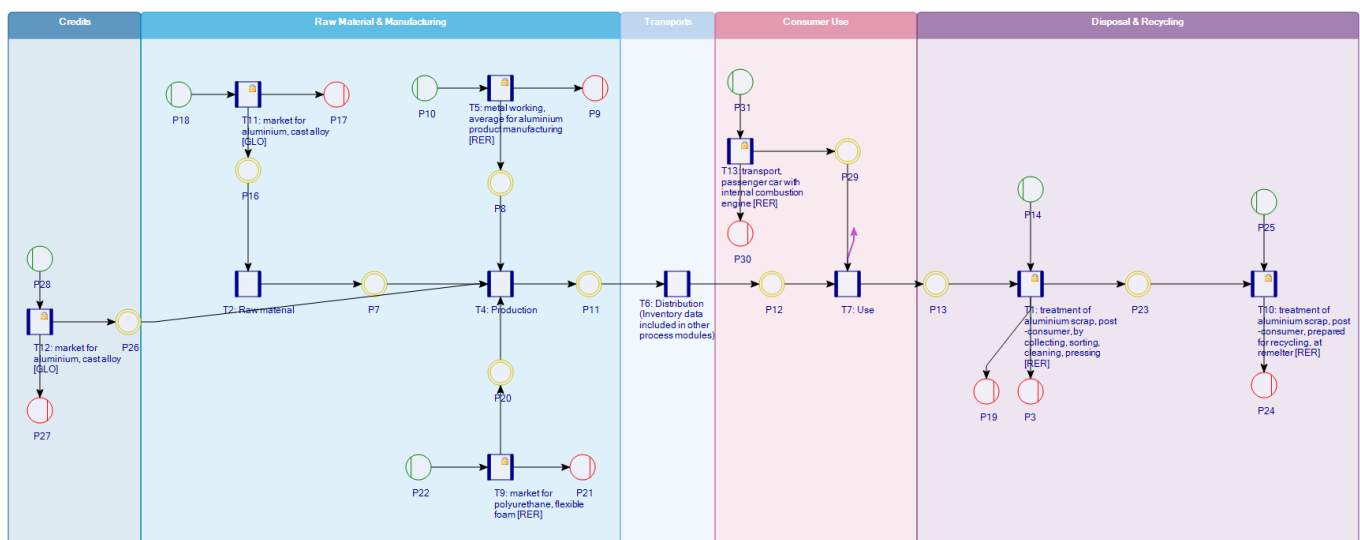 Credits
Raw Material & Manufacturing
Transports
Consumer Use
Disposal & Recycling
P18
T11: market for
aluminium, cast alloy
[GLO]
P17
P16
P10
T5: metal working,
average for aluminium
product manufacturing
[RER]
P9
P8
P31
T13: transport,
passenger car with
internal combustion
engine [RER]
P29
P30
P14
P25
P28
T12: market for
aluminium, cast alloy
[GLO]
P26
P27
T2: Raw material
P7
T4: Production
P11
T6: Distribution
(Inventory data
included in other
process modules)
P12
T7: Use
P13
T1: treatment of
aluminium scrap, post
-consumer, by
collecting, sorting,
cleaning, pressing
[RER]
P23
T10: treatment of
aluminium scrap, post
-consumer, prepared
for recycling, at
remelter [RER]
P19
P3
P24
P20
P22
T9: market for
polyurethane, flexible
foam [RER]
P21